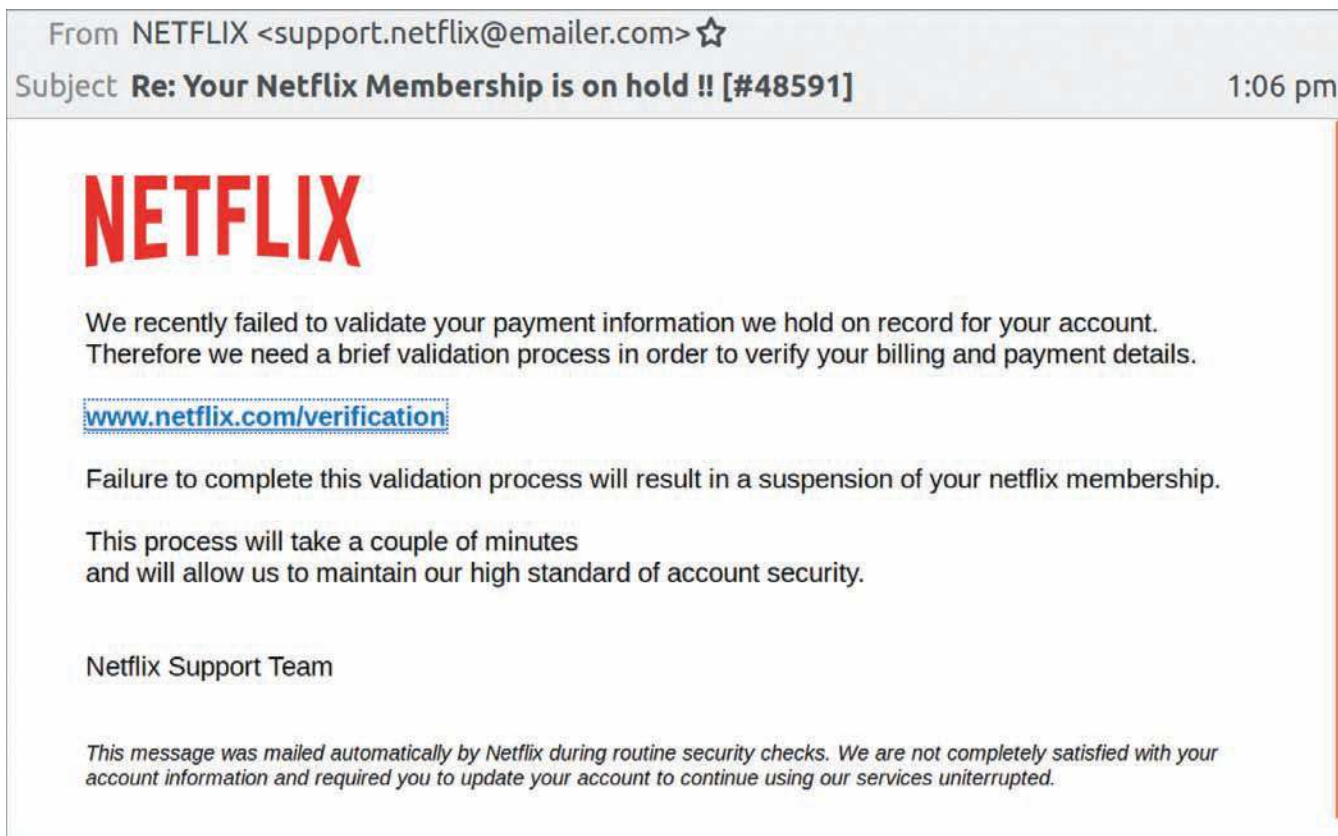 From NETFLIX <support.netflix@emailer.com>
Subject Re: Your Netflix Membership is on hold !! [#48591] 1:06 pm
NETFLIX
We recently failed to validate your payment information we hold on record for your account.
Therefore we need a brief validation process in order to verify your billing and payment details.
www.netflix.com/verification
Failure to complete this validation process will result in a suspension of your netflix membership.
This process will take a couple of minutes
and will allow us to maintain our high standard of account security.
Netflix Support Team
This message was mailed automatically by Netflix during routine security checks. We are not completely satisfied with your
account information and required you to update your account to continue using our services uniterrupted.